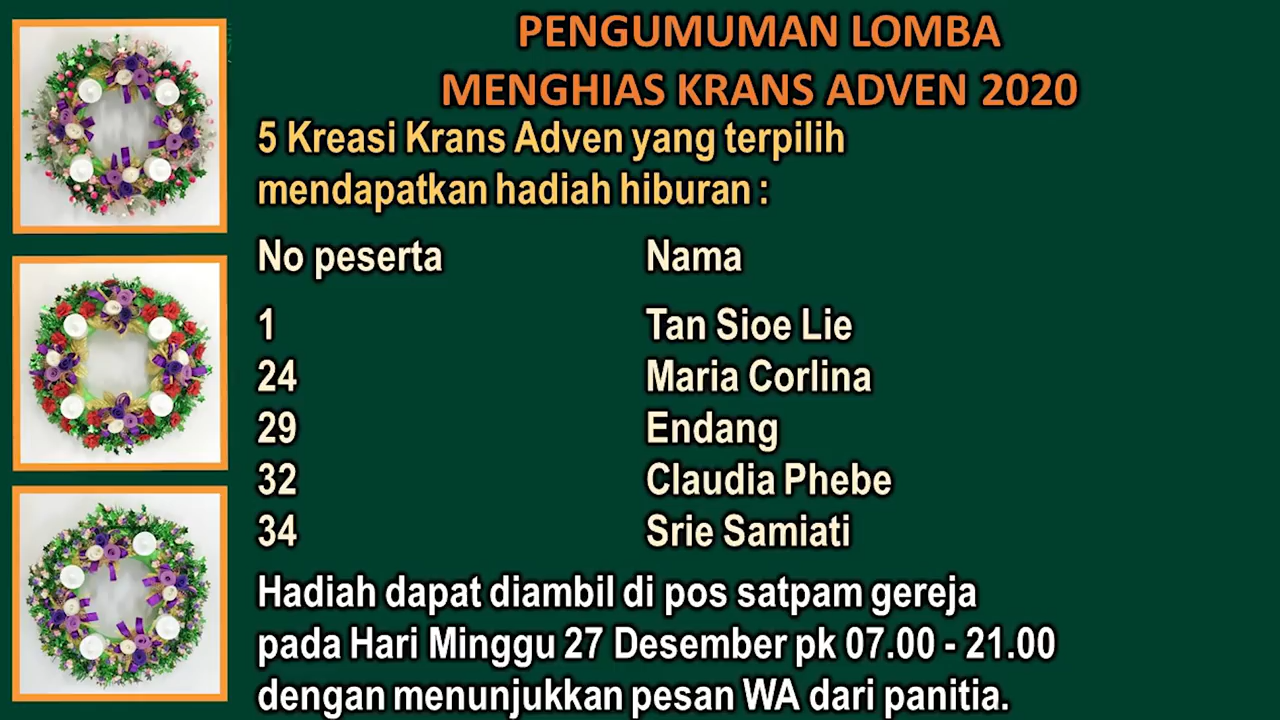 PENGUMUMAN LOMBA
MENGHIAS KRANS ADVEN 2020
5 Kreasi Krans Adven yang terpilih
mendapatkan hadiah hiburan :
No peserta Nama
1 Tan Sioe Lie
24 Maria Corlina
29 Endang
32 Claudia Phebe
34 Srie Samiati
Hadiah dapat diambil di pos satpam gereja
pada Hari Minggu 27 Desember pk 07.00 - 21.00
dengan menunjukkan pesan WA dari panitia.